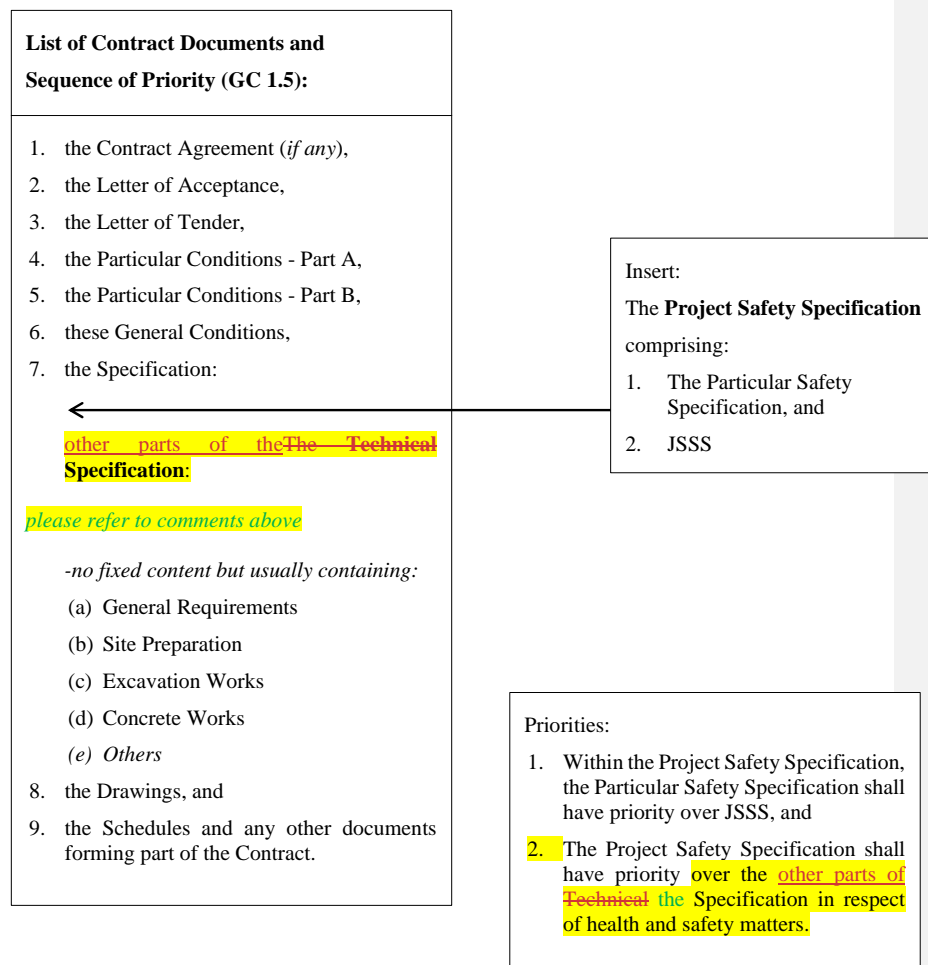 List of Contract Documents and
Sequence of Priority (GC 1.5):
1. the Contract Agreement (if any),
2. the Letter of Acceptance,
3. the Letter of Tender,
4. the Particular Conditions - Part A,
5. the Particular Conditions - Part B,
6. these General Conditions,
7. the Specification:
other parts of theThe Technical
Specification:
please refer to comments above
-no fixed content but usually containing:
(a) General Requirements
(b) Site Preparation
(c) Excavation Works
(d) Concrete Works
(e) Others
8. the Drawings, and
9. the Schedules and any other documents
forming part of the Contract.
Insert:
The Project Safety Specification
comprising:
1. The Particular Safety
Specification, and
2. JSSS
Priorities:
1. Within the Project Safety Specification,
the Particular Safety Specification shall
have priority over JSSS, and
2. The Project Safety Specification shall
have priority over the other parts of
Technical the Specification in respect
of health and safety matters.